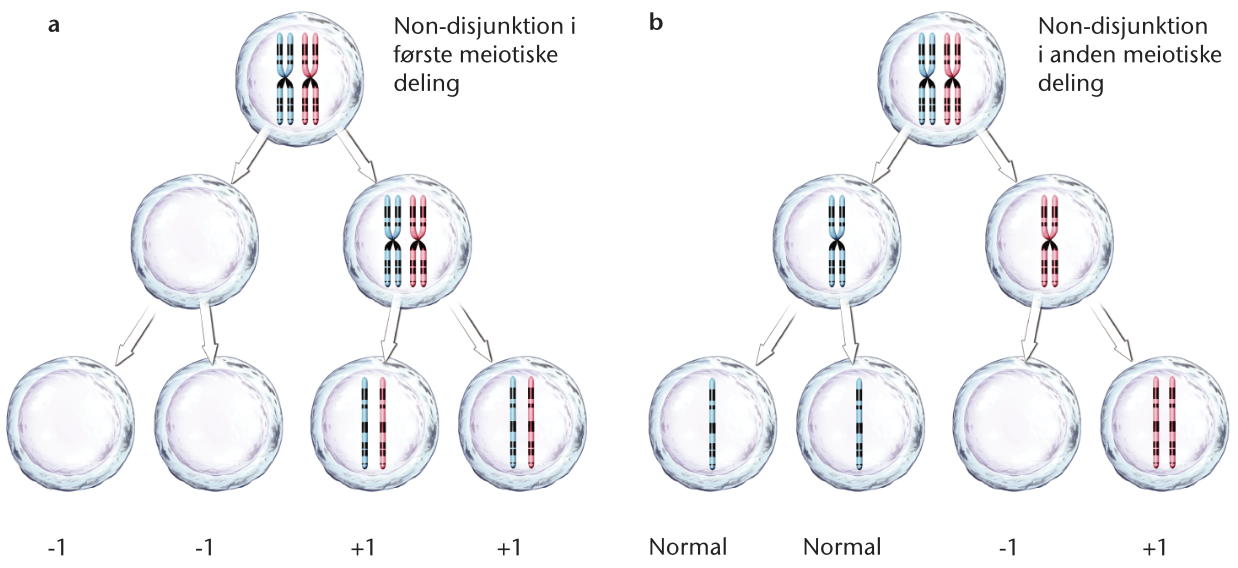 a
Non-disjunktion i
første meiotiske
deling
-1
-1
+1
+1
b
Non-disjunktion
i anden meiotiske
deling
Normal
Normal
-1
+1